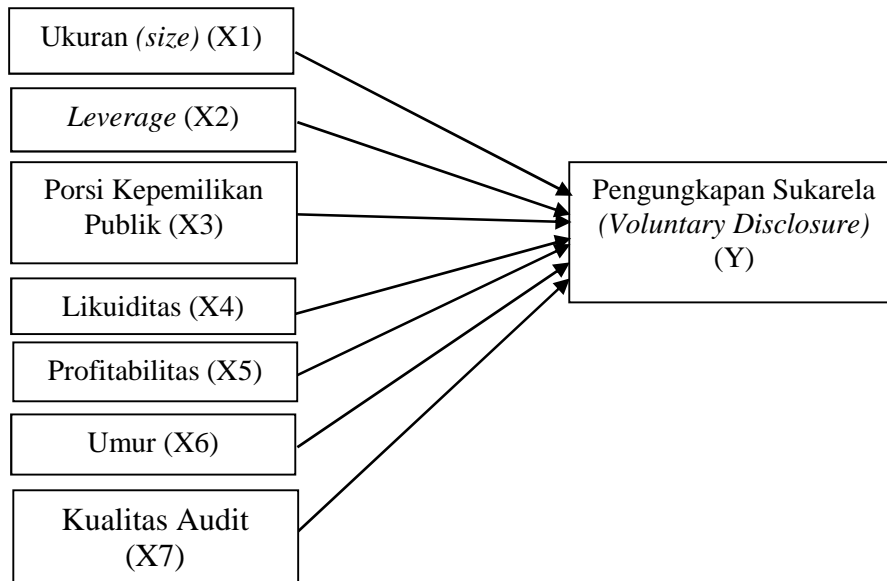 Ukuran (size) (X1)
Leverage (X2)
Porsi Kepemilikan
Publik (X3)
Likuiditas (X4)
Profitabilitas (X5)
Umur (X6)
Kualitas Audit
(X7)
Pengungkapan Sukarela
(Voluntary Disclosure)
(Y)